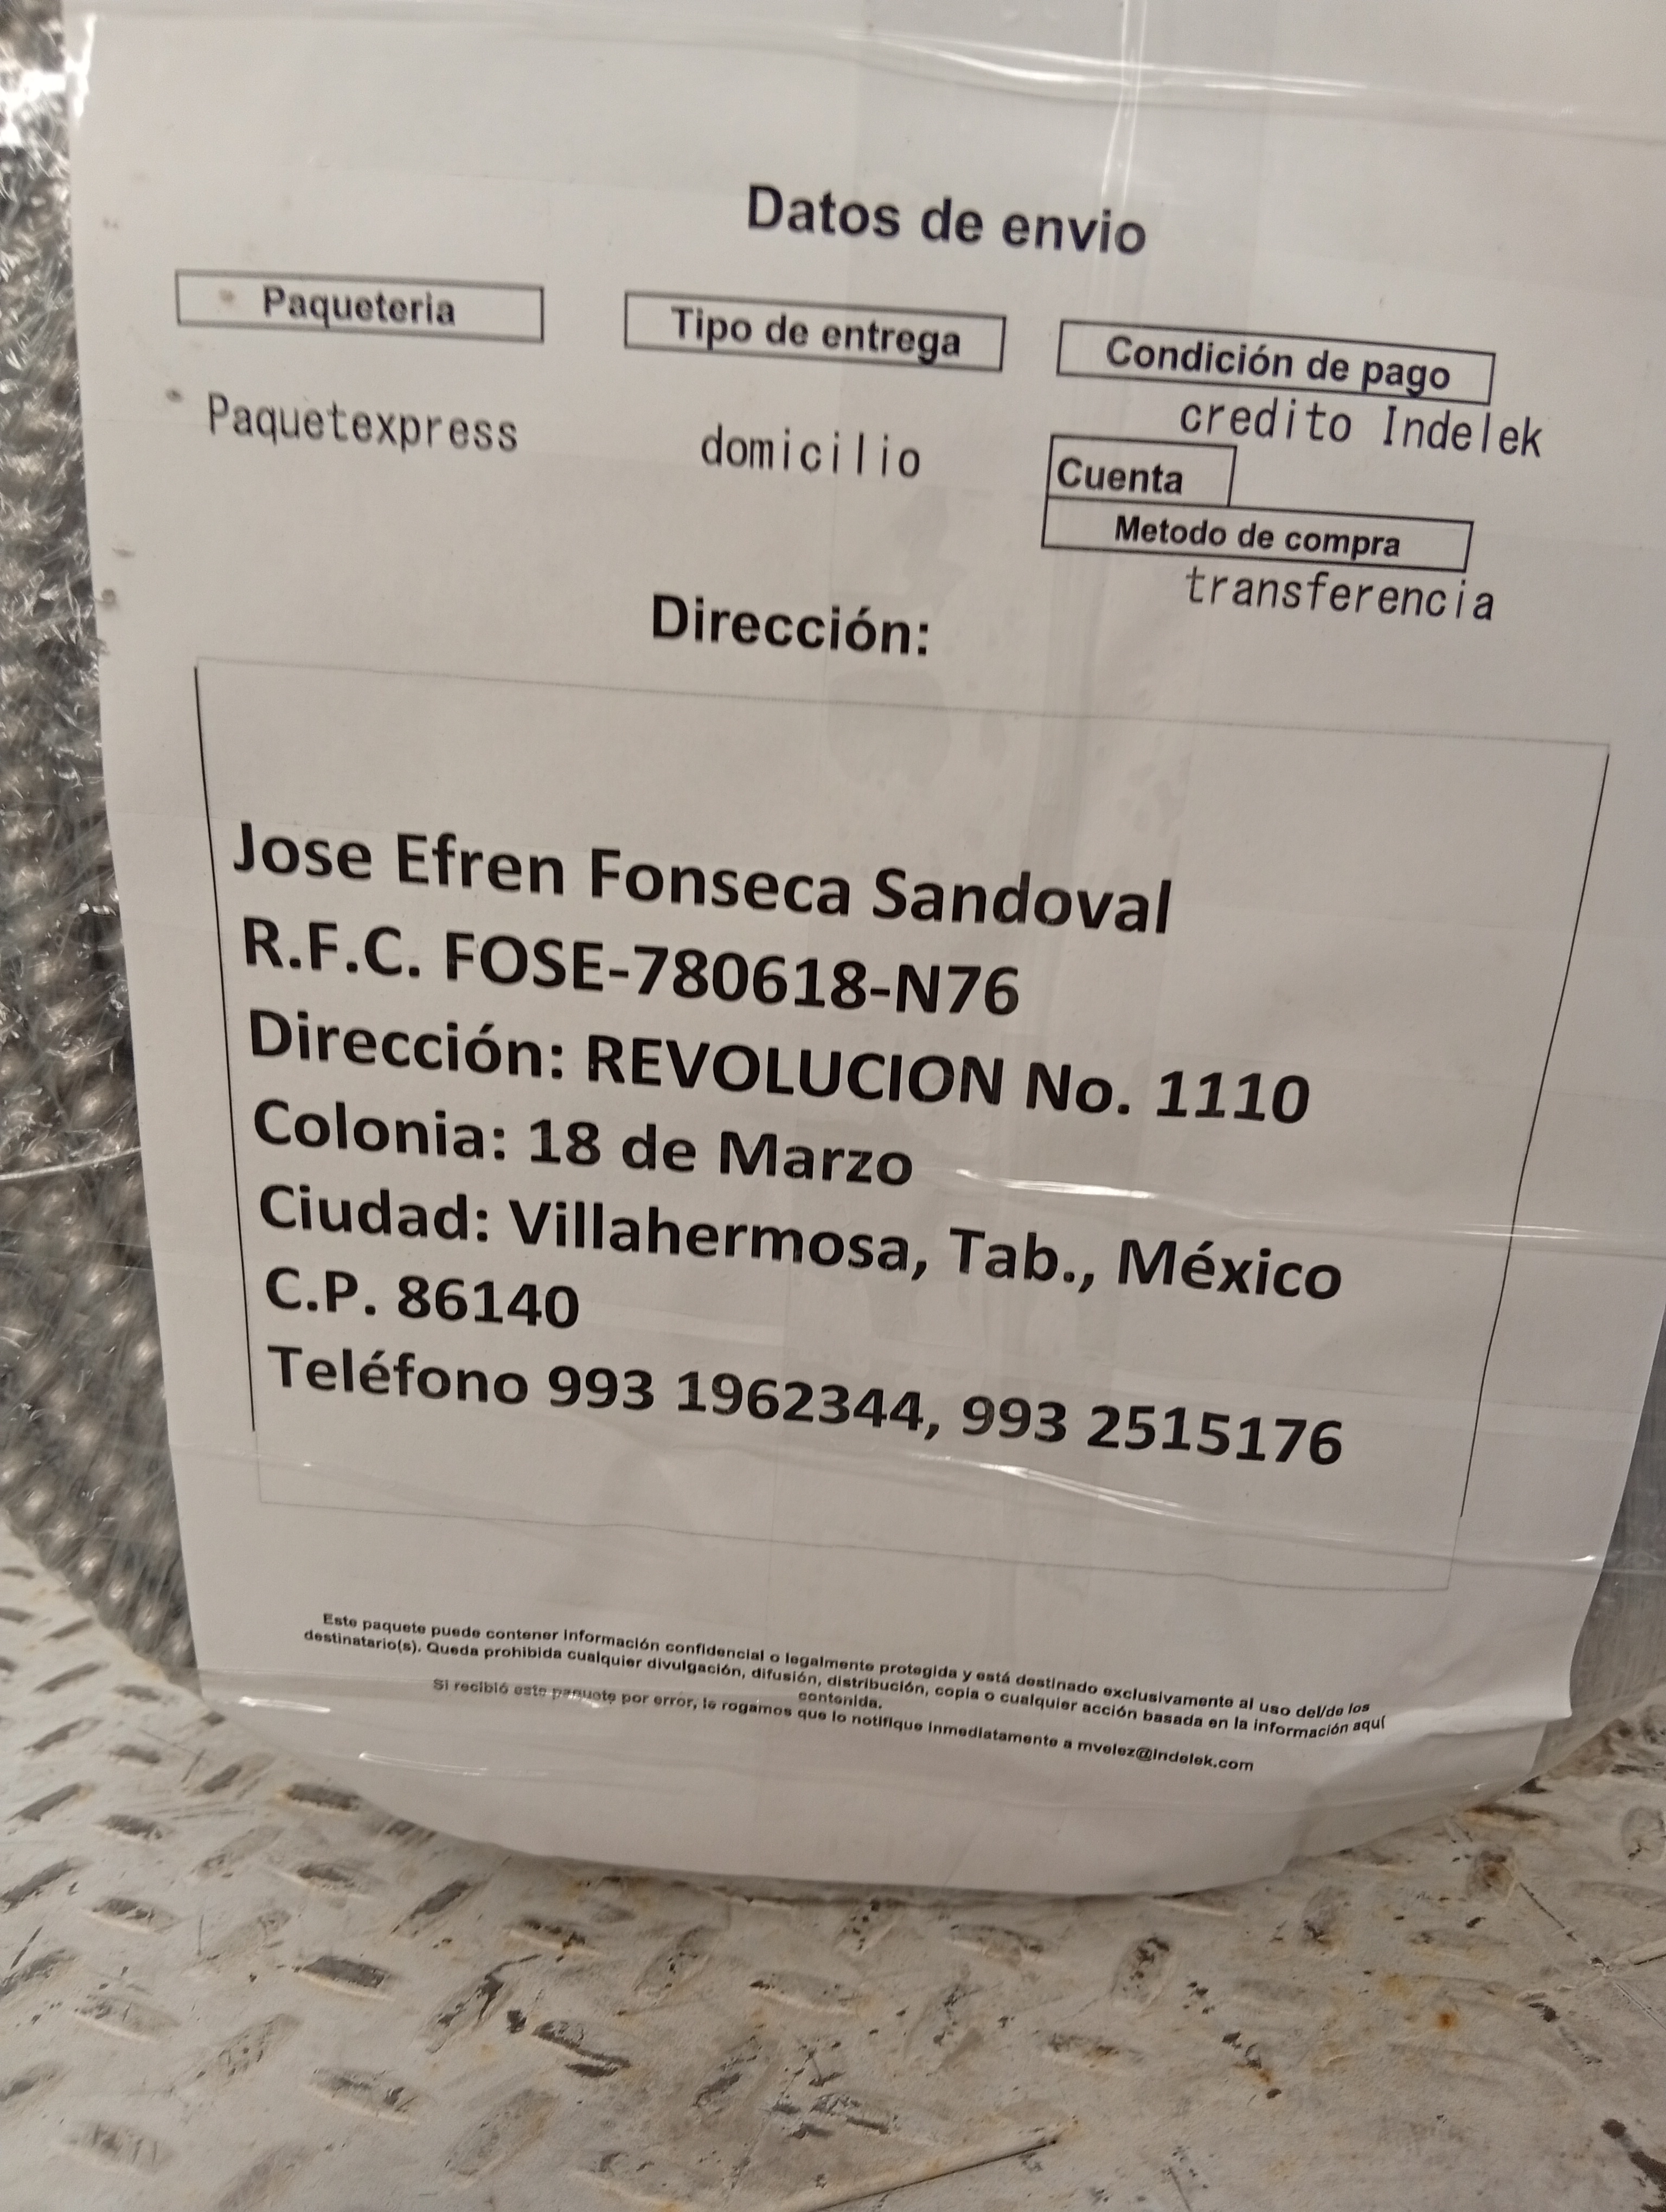 Datos de envio
Paqueteria
Tipo de entrega
Condición de pago
Paquetexpress
domicilio
credito Indelek
Cuenta
Metodo de compra
transferencia
Dirección:
Jose Efren Fonseca Sandoval
R.F.C. FOSE-780618-N76
Dirección: REVOLUCION No. 1110
Colonia: 18 de Marzo
Ciudad: Villahermosa, Tab., México
C.P. 86140
Teléfono 993 1962344, 993 2515176
Este paquete puede contener información confidencial o legalmente protegida y está destinado exclusivamente al uso del/de los
destinatario(s). Queda prohibida cualquier divulgación, difusión, distribución, copia o cualquier acción basada en la información aquí
contenida.
Si recibió este paquete por error, le rogamos que lo notifique inmediatamente a mvelez@indelek.com